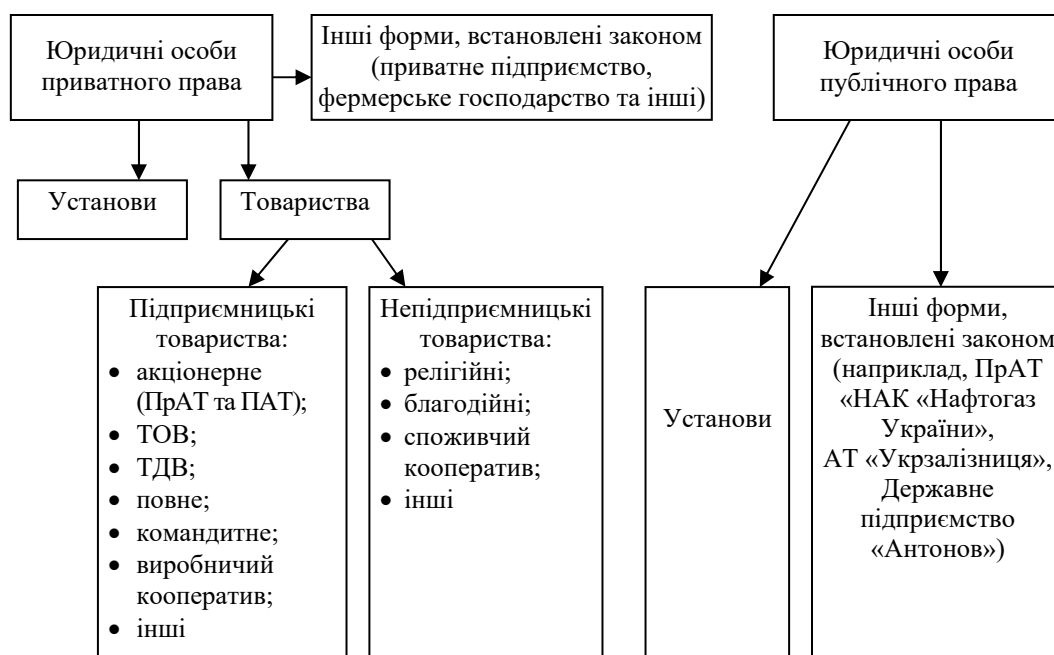 Юридичні особи
приватного права
Інші форми, встановлені законом
(приватне підприємство,
фермерське господарство та інші)
Юридичні особи
публічного права
Установи
Товариства
Підприємницькі
товариства:
• акціонерне
(ПрАТ та ПАТ);
• ТОВ;
• ТДВ;
• повне;
• командитне;
• виробничий
кооператив;
• інші
Непідприємницькі
товариства:
• релігійні;
• благодійні;
• споживчий
кооператив;
• інші
Установи
Інші форми,
встановлені законом
(наприклад, ПрАТ
«НАК «Нафтогаз
України»,
АТ «Укрзалізниця»,
Державне
підприємство
«Антонов»)